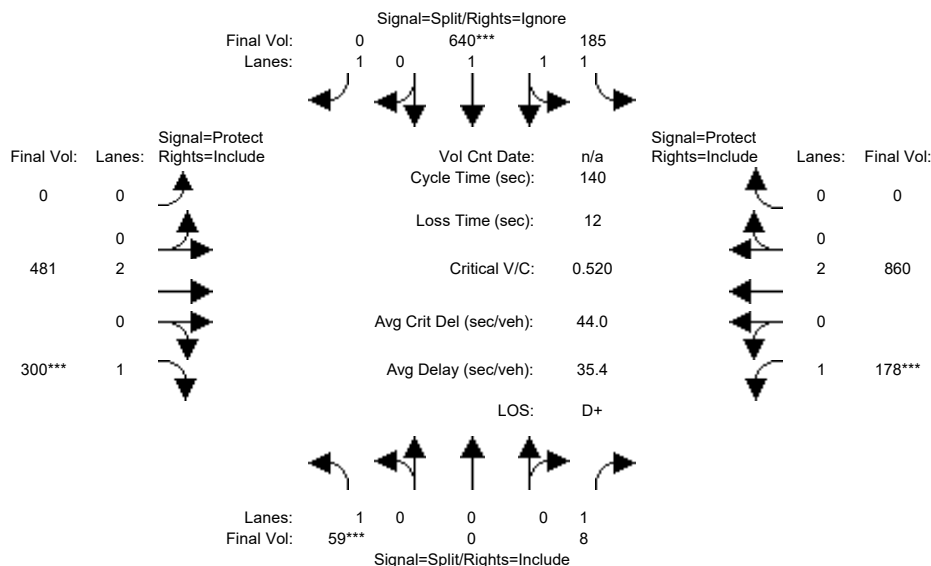 Signal=Split/Rights=Ignore
Final Vol: 0 640*** 185
Lanes: 1 0 1 1 1
Signal=Protect
Final Vol: Lanes: Rights=Include
Vol Cnt Date: n/a
Signal=Protect
Rights=Include Lanes: Final Vol:
Cycle Time (sec): 140
0 0
0 0
Loss Time (sec): 12
0
0
481 2
Critical V/C: 0.520
2 860
0
Avg Crit Del (sec/veh): 44.0
0
300*** 1
Avg Delay (sec/veh): 35.4
1 178***
LOS: D+
Lanes: 1 0 0 0 1
Final Vol: 59*** 0 8
Signal=Split/Rights=Include